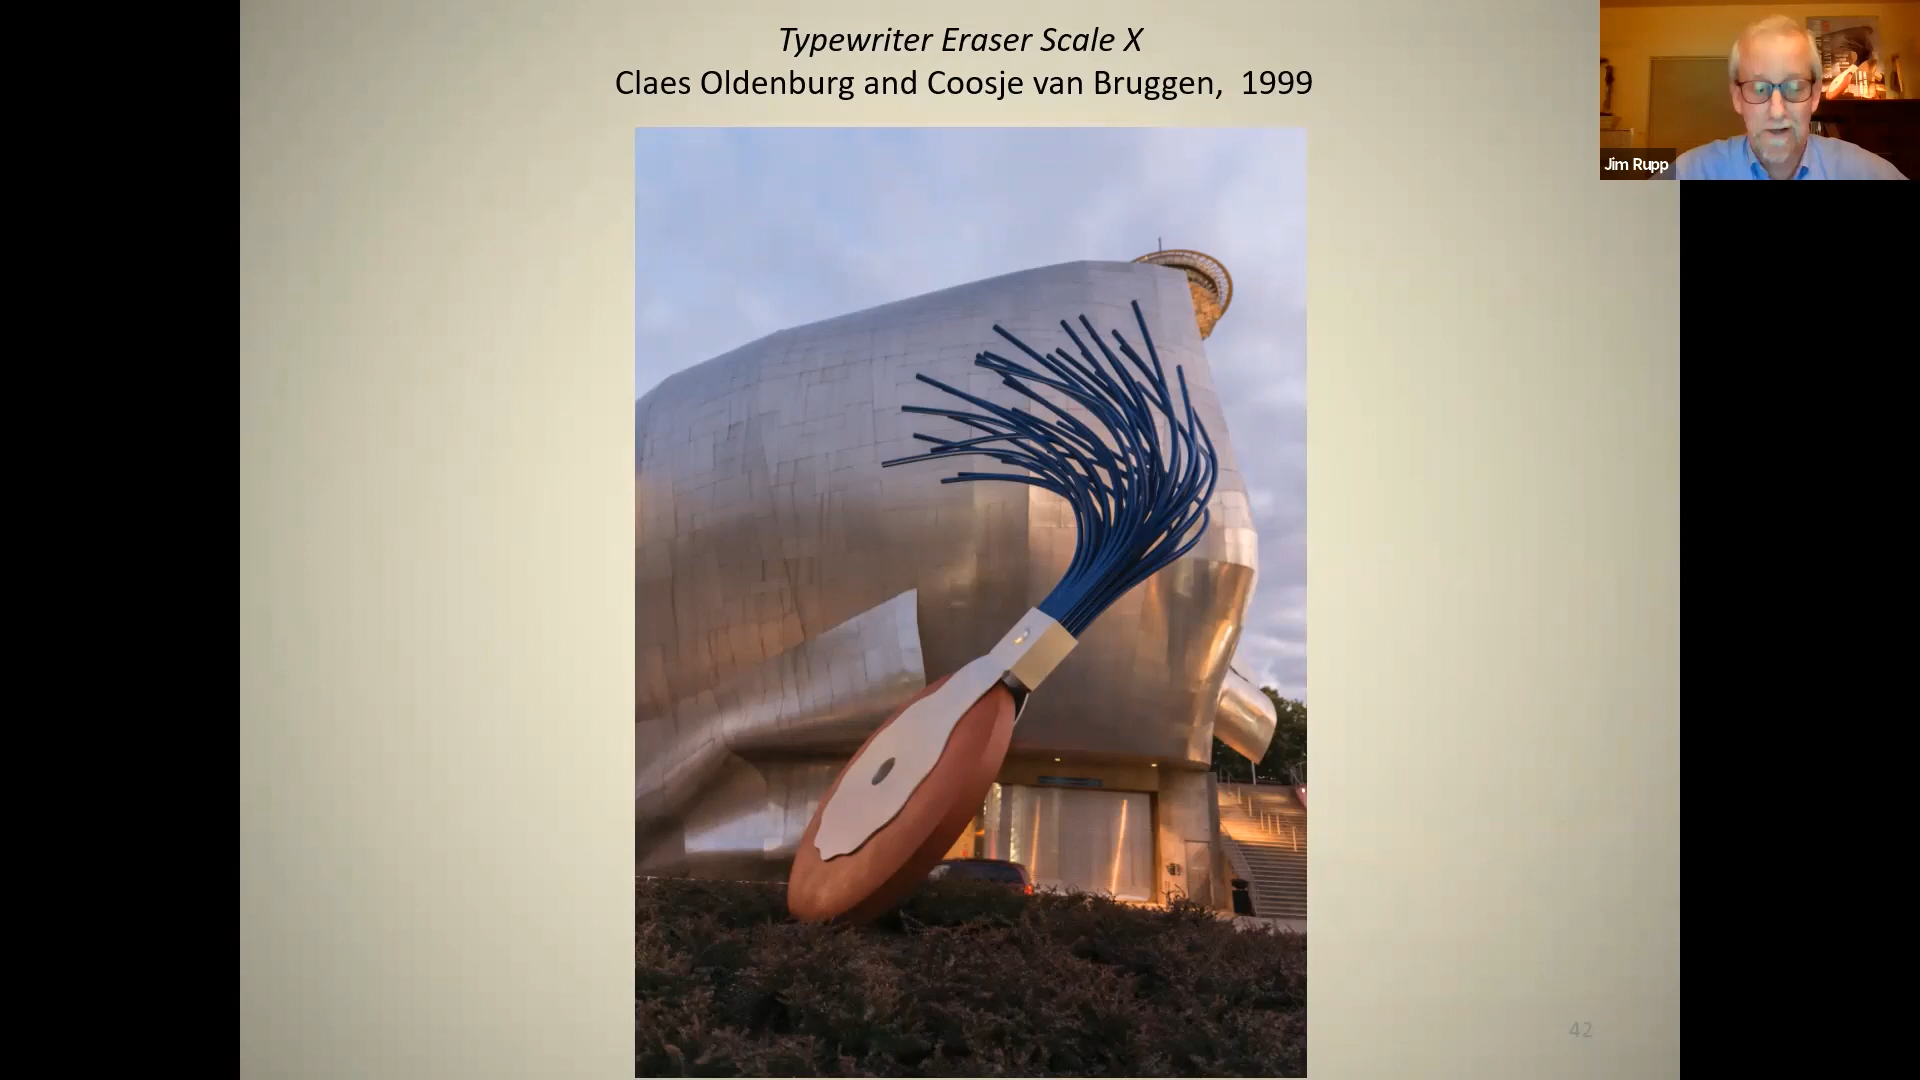 Typewriter Eraser Scale X
Claes Oldenburg and Coosje van Bruggen, 1999
Jim Rupp
42